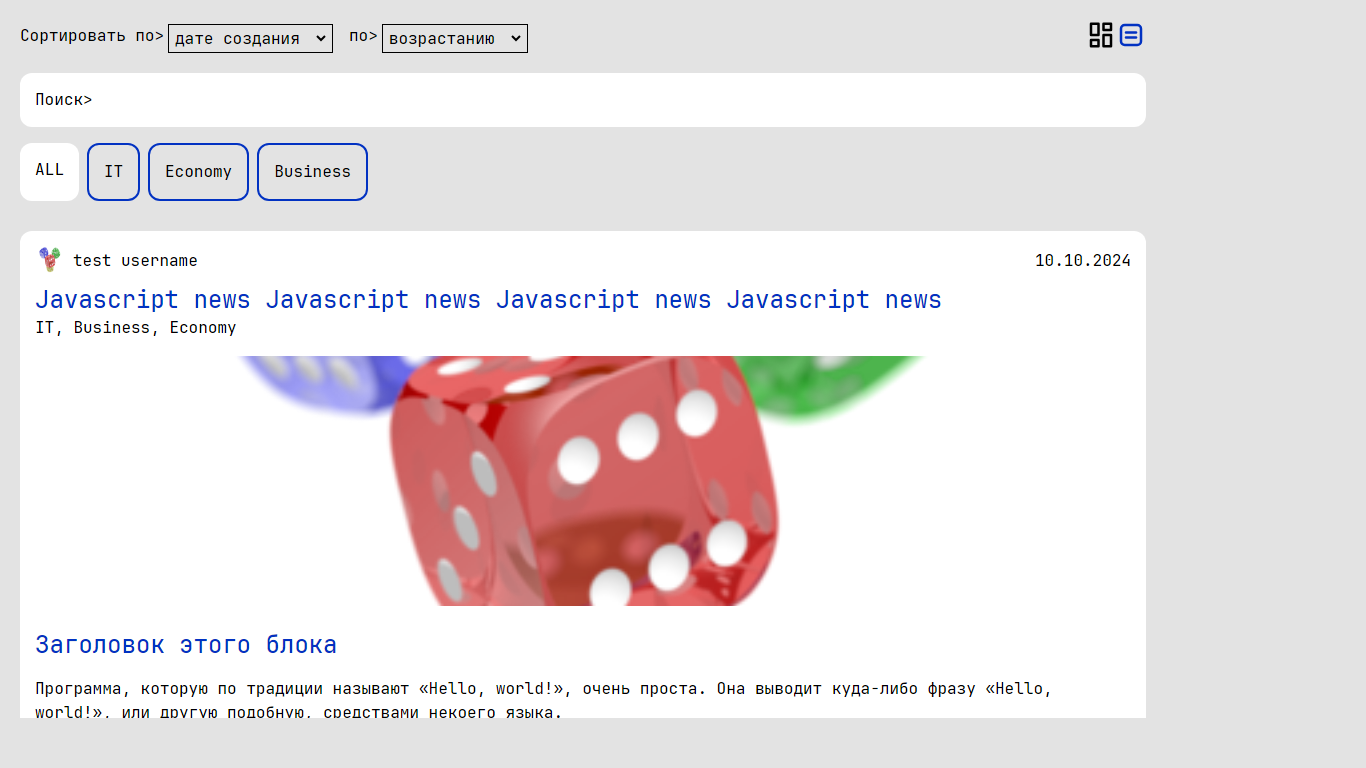 Сортировать по> дате создания по> возрастанию
Поиск>
ALL IT Economy Business
test username 10.10.2024
Javascript news Javascript news Javascript news Javascript news
IT, Business, Economy
Заголовок этого блока
Программа, которую по традиции называют «Hello, world!», очень проста. Она выводит куда-либо фразу «Hello,
world!», или другую подобную, средствами некоего языка.